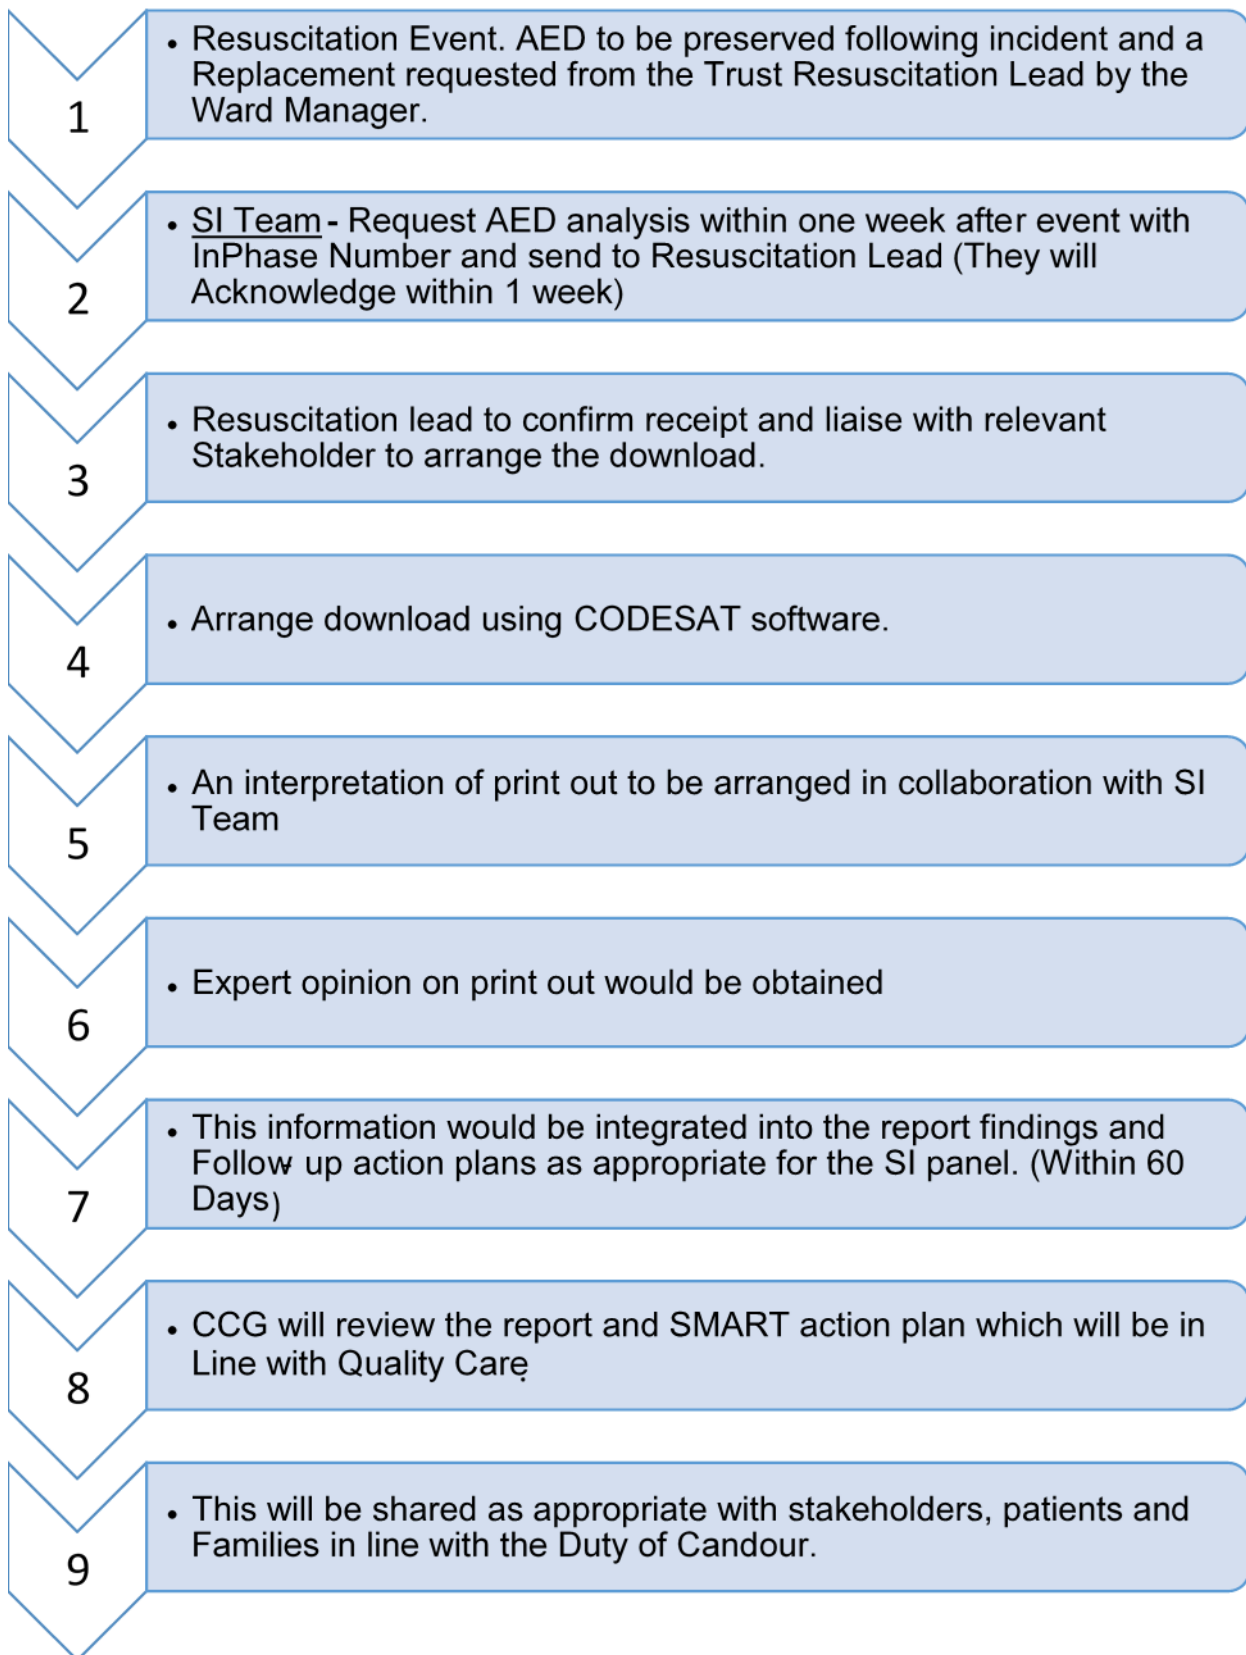 • Resuscitation Event. AED to be preserved following incident and a
Replacement requested from the Trust Resuscitation Lead by the
Ward Manager.
1
• SI Team - Request AED analysis within one week after event with
InPhase Number and send to Resuscitation Lead (They will
Acknowledge within 1 week)
2
• Resuscitation lead to confirm receipt and liaise with relevant
Stakeholder to arrange the download.
3
• Arrange download using CODESAT software.
4
• An interpretation of print out to be arranged in collaboration with SI
Team
5
• Expert opinion on print out would be obtained
6
• This information would be integrated into the report findings and
Follow up action plans as appropriate for the SI panel. (Within 60
Days)
7
• CCG will review the report and SMART action plan which will be in
Line with Quality Care.
8
• This will be shared as appropriate with stakeholders, patients and
Families in line with the Duty of Candour.
9